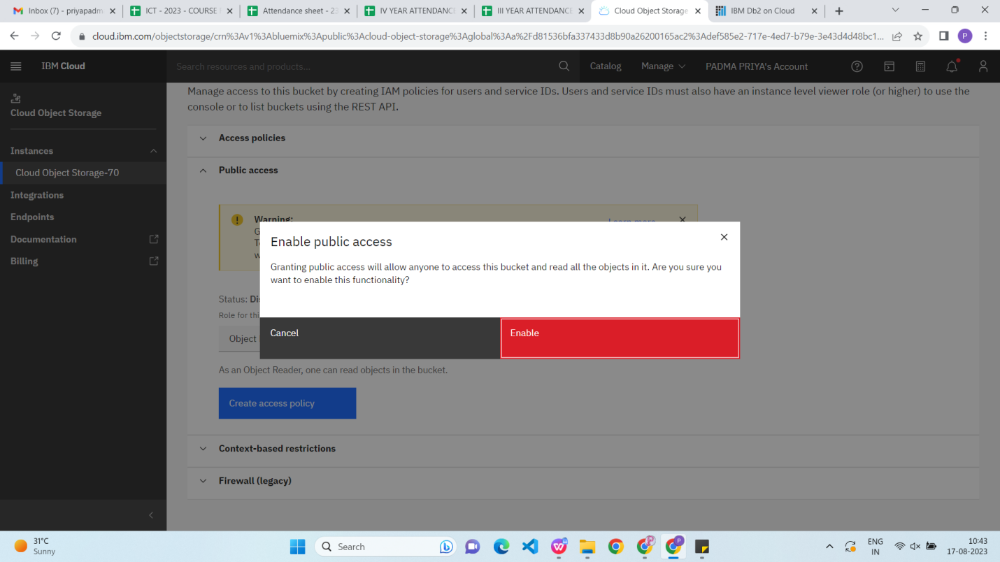 Inbox (7) - priyapadm
ICT - 2023 - COURSE
Attendance sheet - 23
IV YEAR ATTENDANCE
III YEAR ATTENDANCE
Cloud Object Storage
IBM Db2 on Cloud
cloud.ibm.com/objectstorage/crn%3Av1%3Abluemix%3Apublic%3Acloud-object-storage%3Aglobal%3Aa%2Fd81536bfa337433d8b90a26200165ac2%3Adef585e2-717e-4ed7-b79e-3e43d4d48bc1...
P
IBM Cloud
Search resources and products...
Catalog
Manage
PADMA PRIYA's Account
Manage access to this bucket by creating IAM policies for users and service IDs. Users and service IDs must also have an instance level viewer role (or higher) to use the
console or to list buckets using the REST API.
Cloud Object Storage
Instances
Cloud Object Storage-70
Integrations
Endpoints
Documentation
Billing
Access policies
Public access
Warning:
Learn more
Enable public access
Granting public access will allow anyone to access this bucket and read all the objects in it. Are you sure you
want to enable this functionality?
Cancel
Enable
Status:
Role for thi
Object
As an Object Reader, one can read objects in the bucket.
Create access policy
Context-based restrictions
Firewall (legacy)
31°C
Sunny
Search
ENG
IN
10:43
17-08-2023